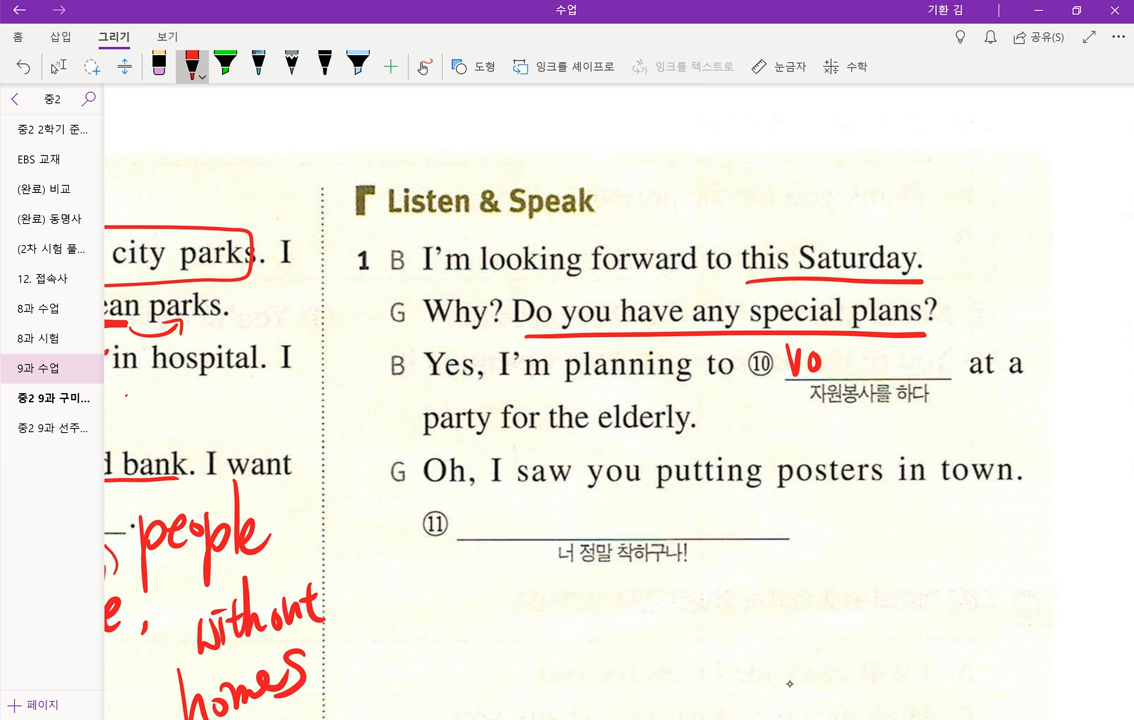 수업
기환 김
홈 삽입 그리기 보기
공유(S)
도형 잉크를 셰이프로 잉크를 텍스트로 눈금자 수학
중2
중2 2학기 준...
EBS 교재
(완료) 비교
(완료) 동명사
(2차 시험 풀...
12. 접속사
8과 수업
8과 시험
9과 수업
중2 9과 구미...
중2 9과 선주...
페이지
city parks. I
ean parks.
in hospital. I
d bank. I want
people
e, without
homes
Listen & Speak
1 B I'm looking forward to this Saturday.
G Why? Do you have any special plans?
B Yes, I'm planning to ⑩ vo at a
자원봉사를 하다
party for the elderly.
G Oh, I saw you putting posters in town.
⑪
너 정말 착하구나!